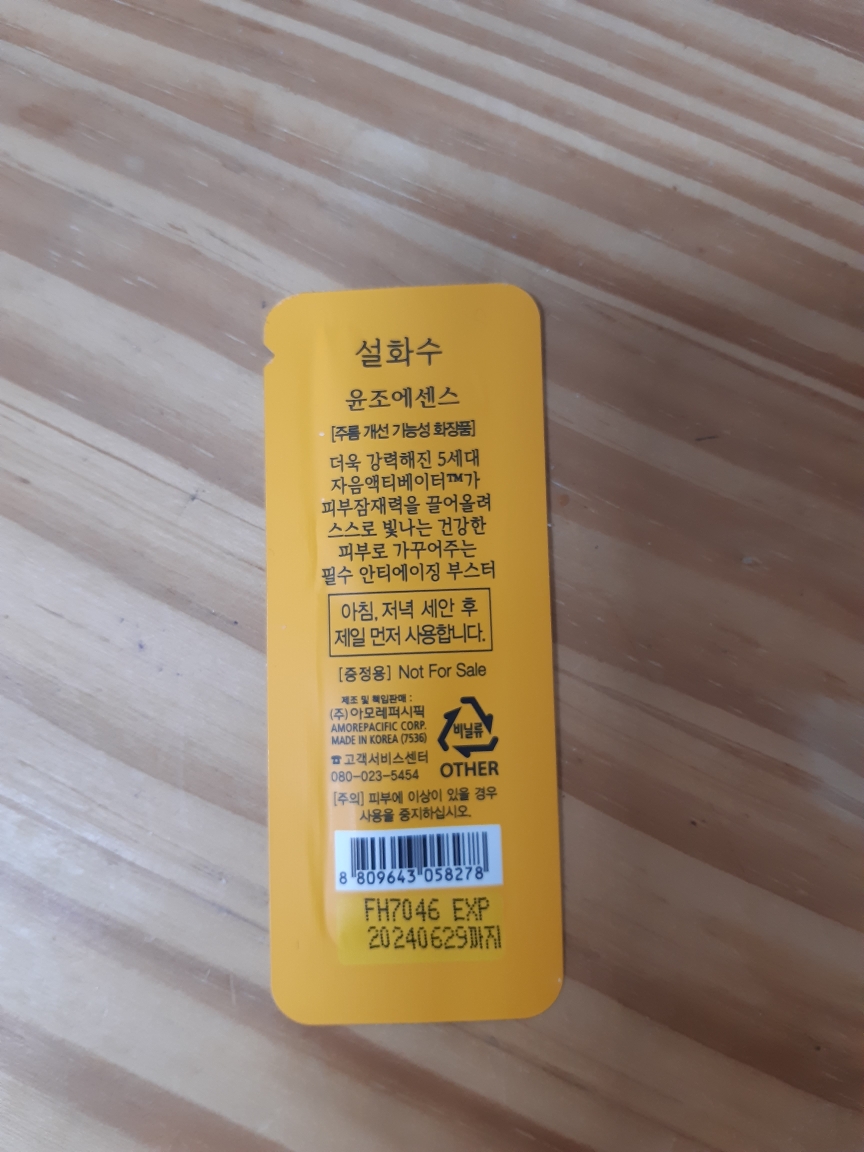 설화수
윤조에센스
[주름 개선 기능성 화장품]
더욱 강력해진 5세대
자음액티베이터™가
피부잠재력을 끌어올려
스스로 빛나는 건강한
피부로 가꾸어주는
필수 안티에이징 부스터
아침, 저녁 세안 후
제일 먼저 사용합니다.
[증정용] Not For Sale
제조 및 책임판매 :
(주)아모레퍼시픽
AMOREPACIFIC CORP.
MADE IN KOREA (7536)
☎고객서비스센터
080-023-5454
비닐류
OTHER
[주의] 피부에 이상이 있을 경우
사용을 중지하십시오.
8 809643 058278
FH7046 EXP
20240629까지